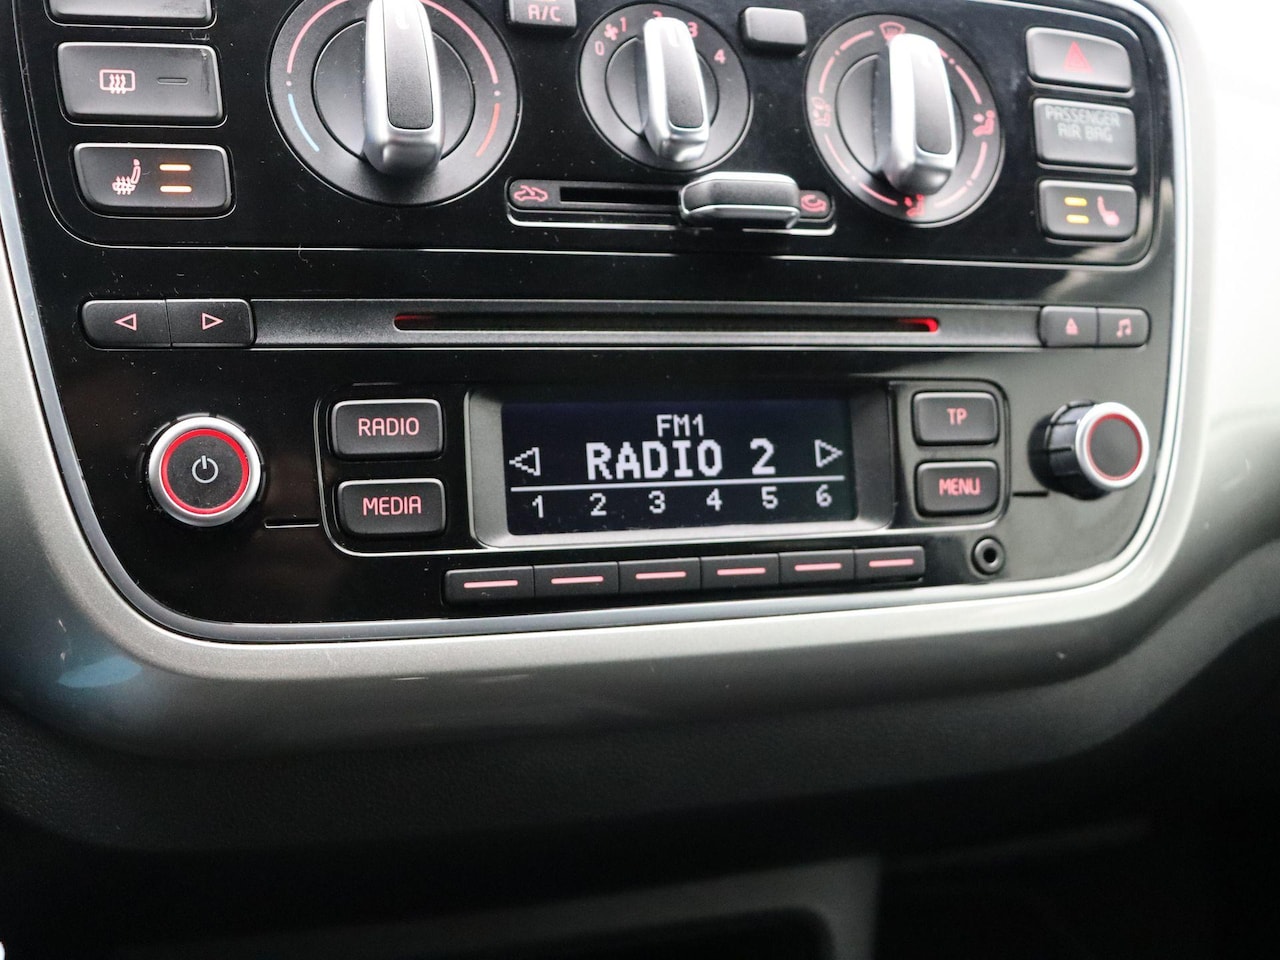 A/C
0 1 2 3 4
PASSENGER
AIR BAG
RADIO
MEDIA
FM1
RADIO 2
1 2 3 4 5 6
TP
MENU